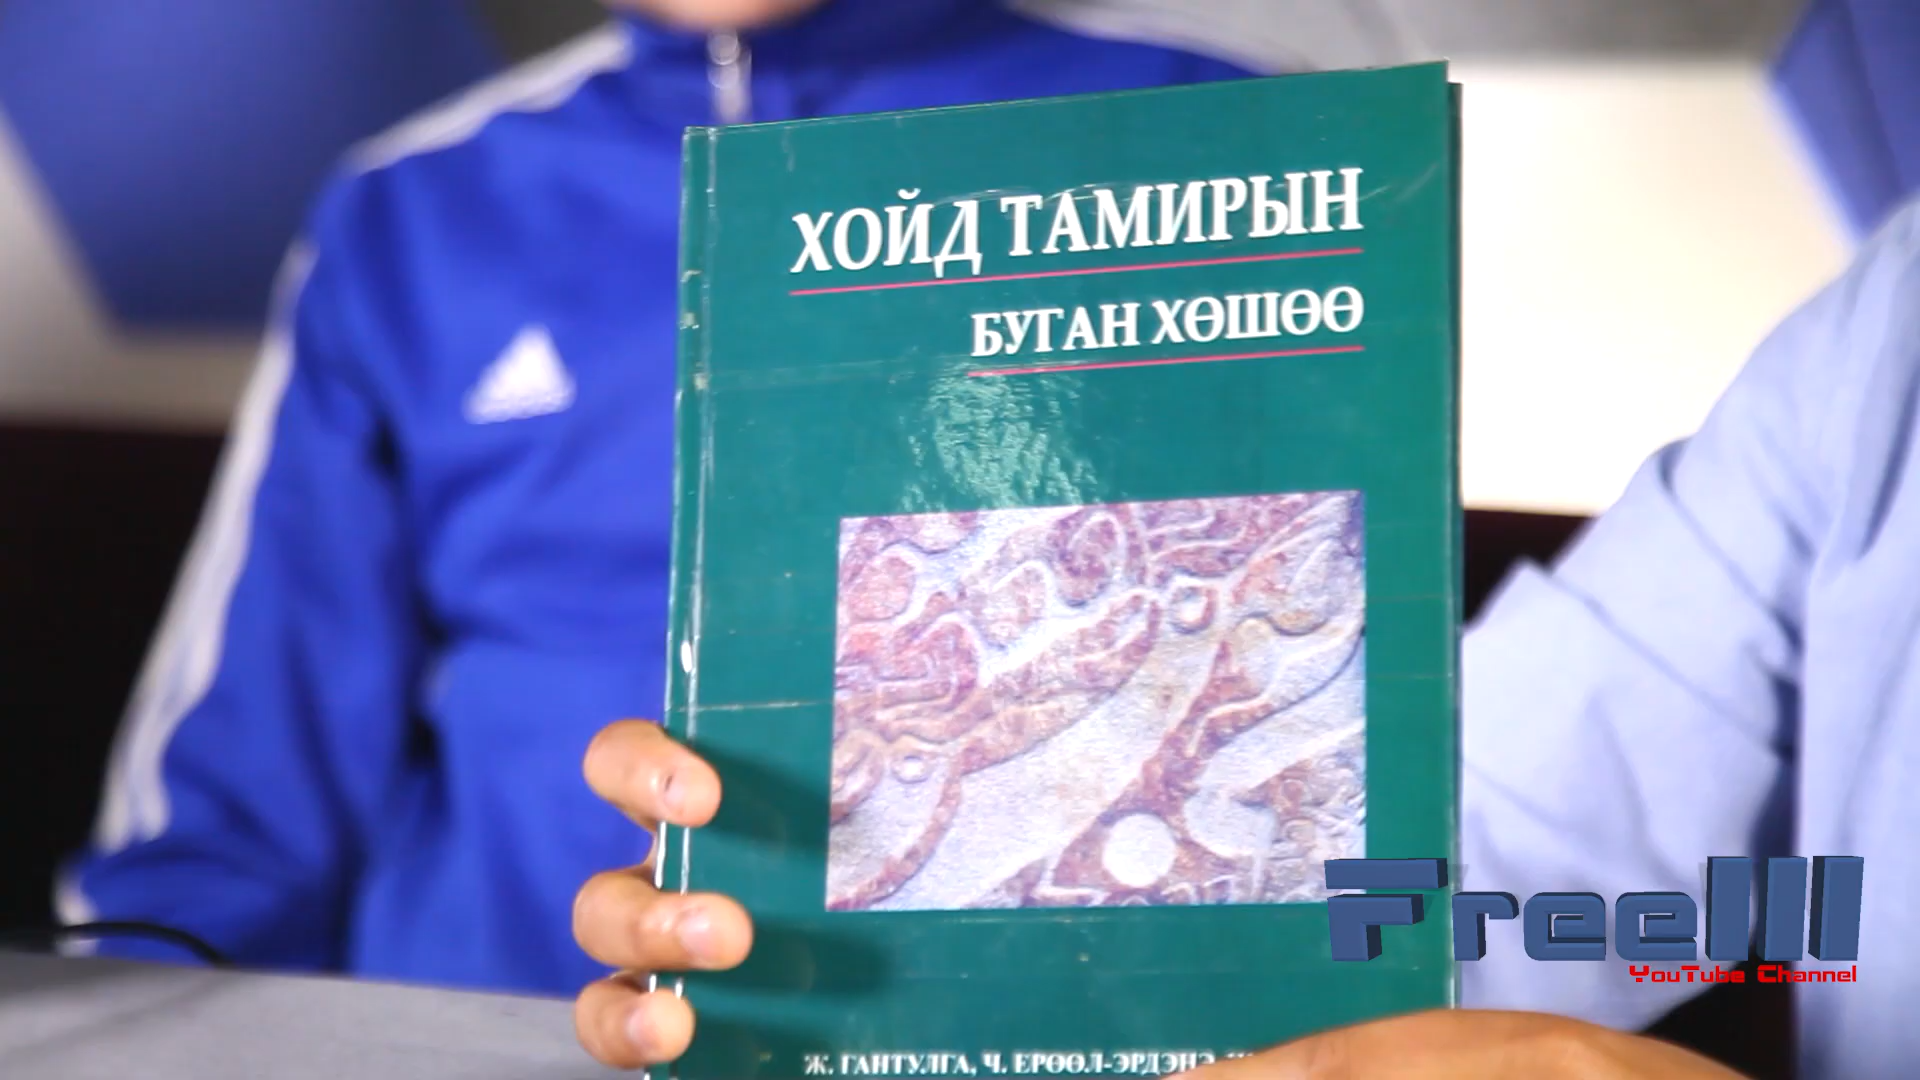 ХОЙД ТАМИРЫН
БУГАН ХӨШӨӨ
Ж. ГАНТУЛГА, Ч. ЕРӨӨЛ-ЭРДЭНЭ
Freelll
YouTube Channel